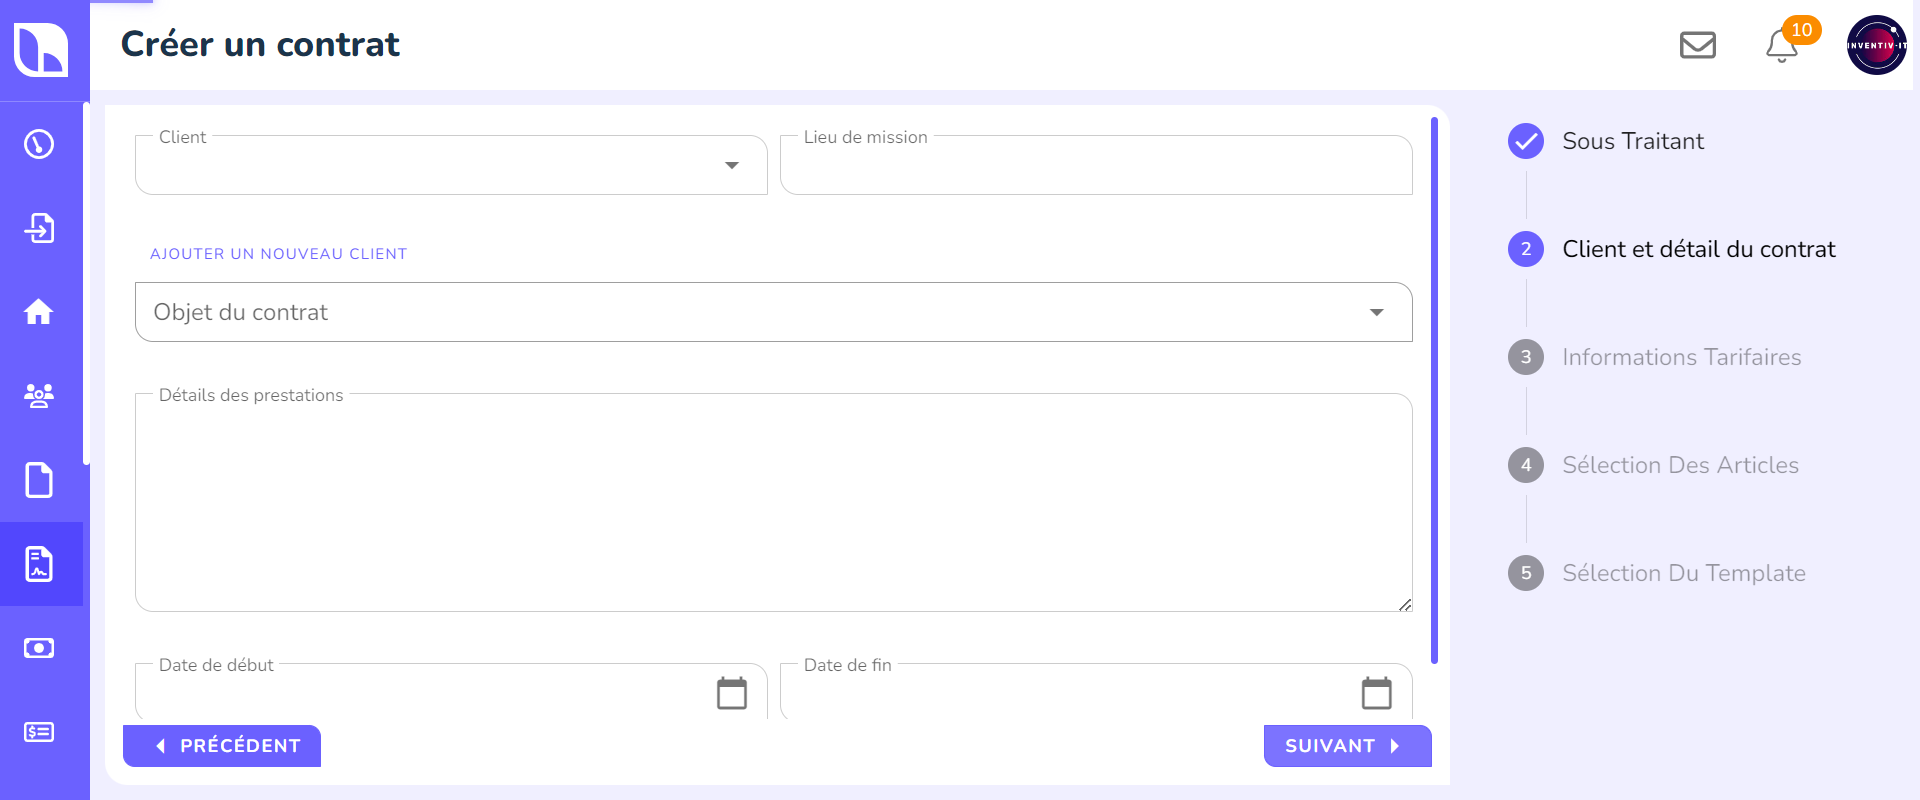 Créer un contrat
10
INVENTIV-IT
Client
Lieu de mission
AJOUTER UN NOUVEAU CLIENT
Objet du contrat
Détails des prestations
Date de début
Date de fin
PRÉCÉDENT
SUIVANT
Sous Traitant
2 Client et détail du contrat
3 Informations Tarifaires
4 Sélection Des Articles
5 Sélection Du Template